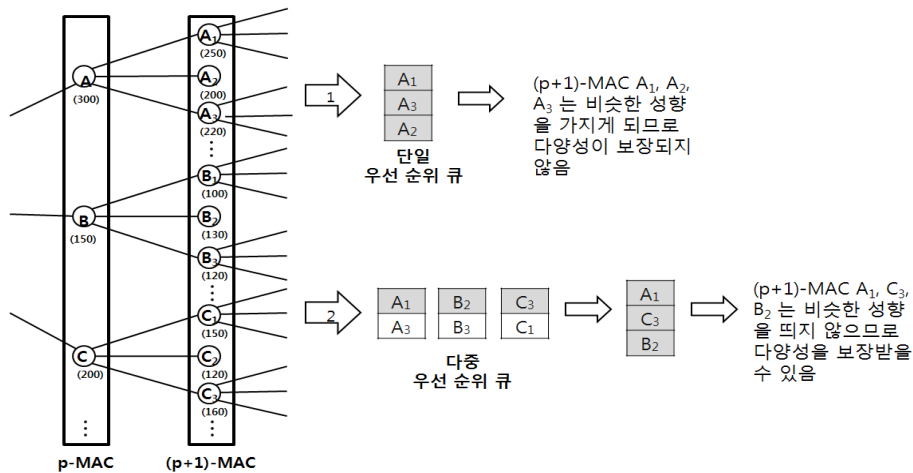 A
(300)
B
(150)
C
(200)
⋮
p-MAC
A1
(250)
A2
(200)
A3
(220)
⋮
B1
(100)
B2
(130)
B3
(120)
⋮
C1
(150)
C2
(120)
C3
(160)
⋮
(p+1)-MAC
1
A1
A3
A2
단일
우선 순위 큐
(p+1)-MAC A1, A2,
A3 는 비슷한 성향
을 가지게 되므로
다양성이 보장되지
않음
2
A1
A3
B2
B3
C3
C1
다중
우선 순위 큐
A1
C3
B2
(p+1)-MAC A1, C3,
B2 는 비슷한 성향
을 띄지 않으므로
다양성을 보장받을
수 있음